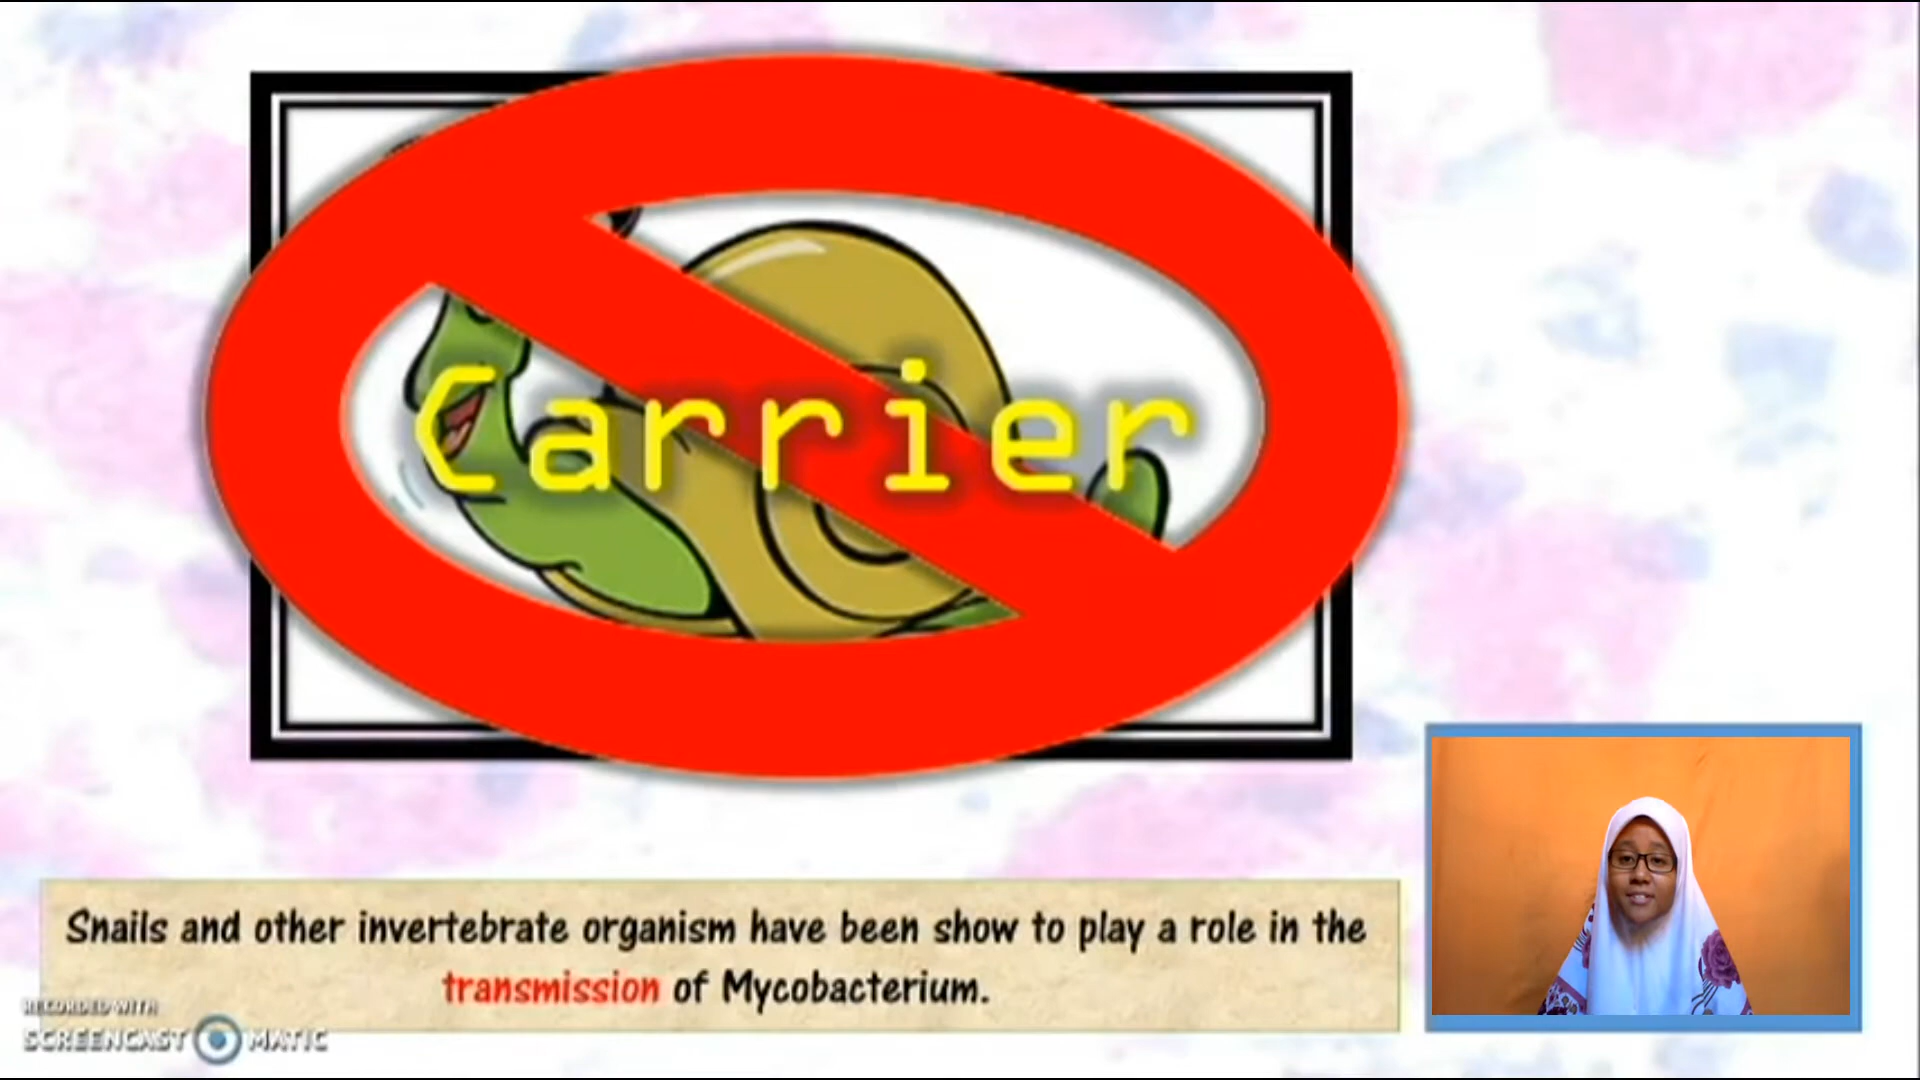 Carrier
Snails and other invertebrate organism have been show to play a role in the
transmission of Mycobacterium.
RECORDED WITH
SCREENCAST MATIC